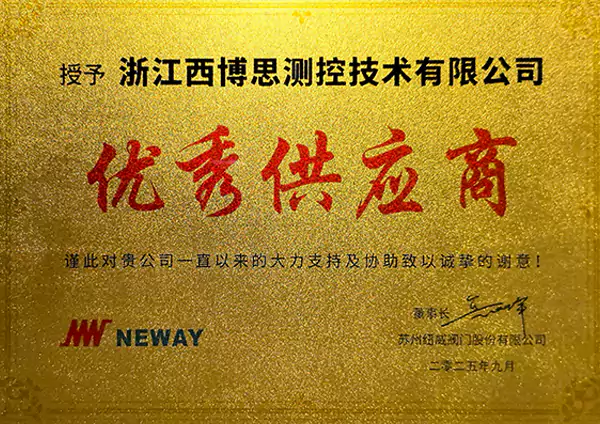 授予 浙江西博思测控技术有限公司
优秀供应商
谨此对贵公司一直以来的大力支持及协助致以诚挚的谢意！
董事长
NEWAY
苏州纽威阀门股份有限公司
二〇二五年九月